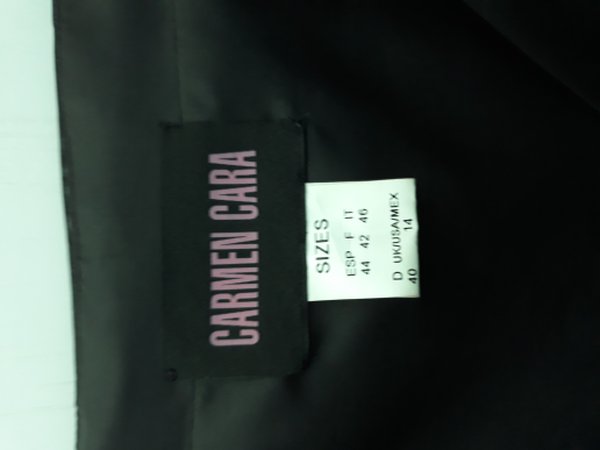 CARMEN CARA
SIZES
ESP F IT
44 42 46
D UK/USA/MEX
40 14